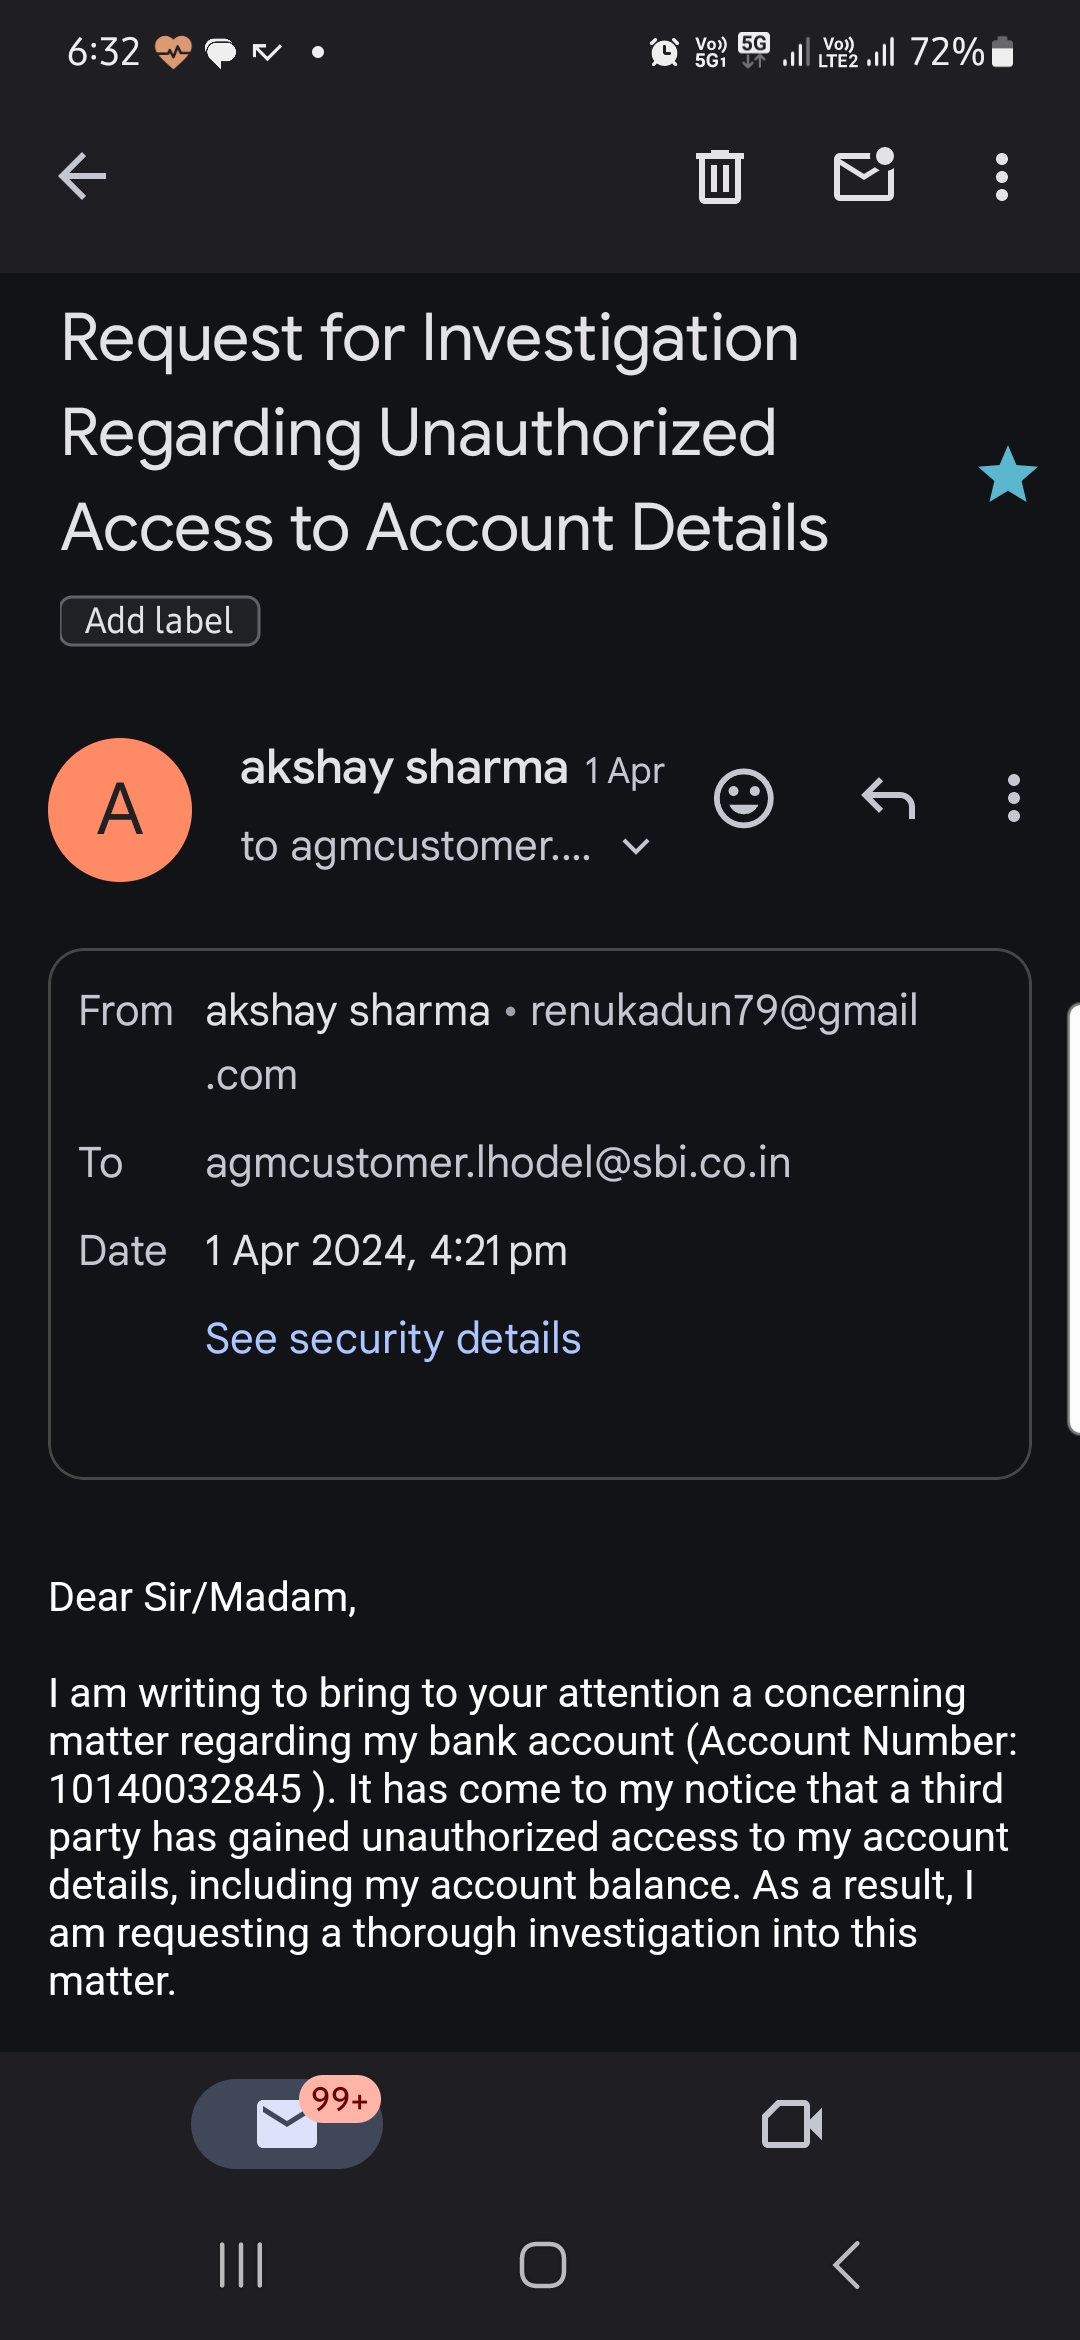 6:32
Vo)) 5G1 5G Vo)) LTE2 72%
Request for Investigation
Regarding Unauthorized
Access to Account Details
Add label
A
akshay sharma 1 Apr
to agmcustomer....
From akshay sharma • renukadun79@gmail
.com
To agmcustomer.lhodel@sbi.co.in
Date 1 Apr 2024, 4:21 pm
See security details
Dear Sir/Madam,
I am writing to bring to your attention a concerning
matter regarding my bank account (Account Number:
10140032845 ). It has come to my notice that a third
party has gained unauthorized access to my account
details, including my account balance. As a result, I
am requesting a thorough investigation into this
matter.
99+